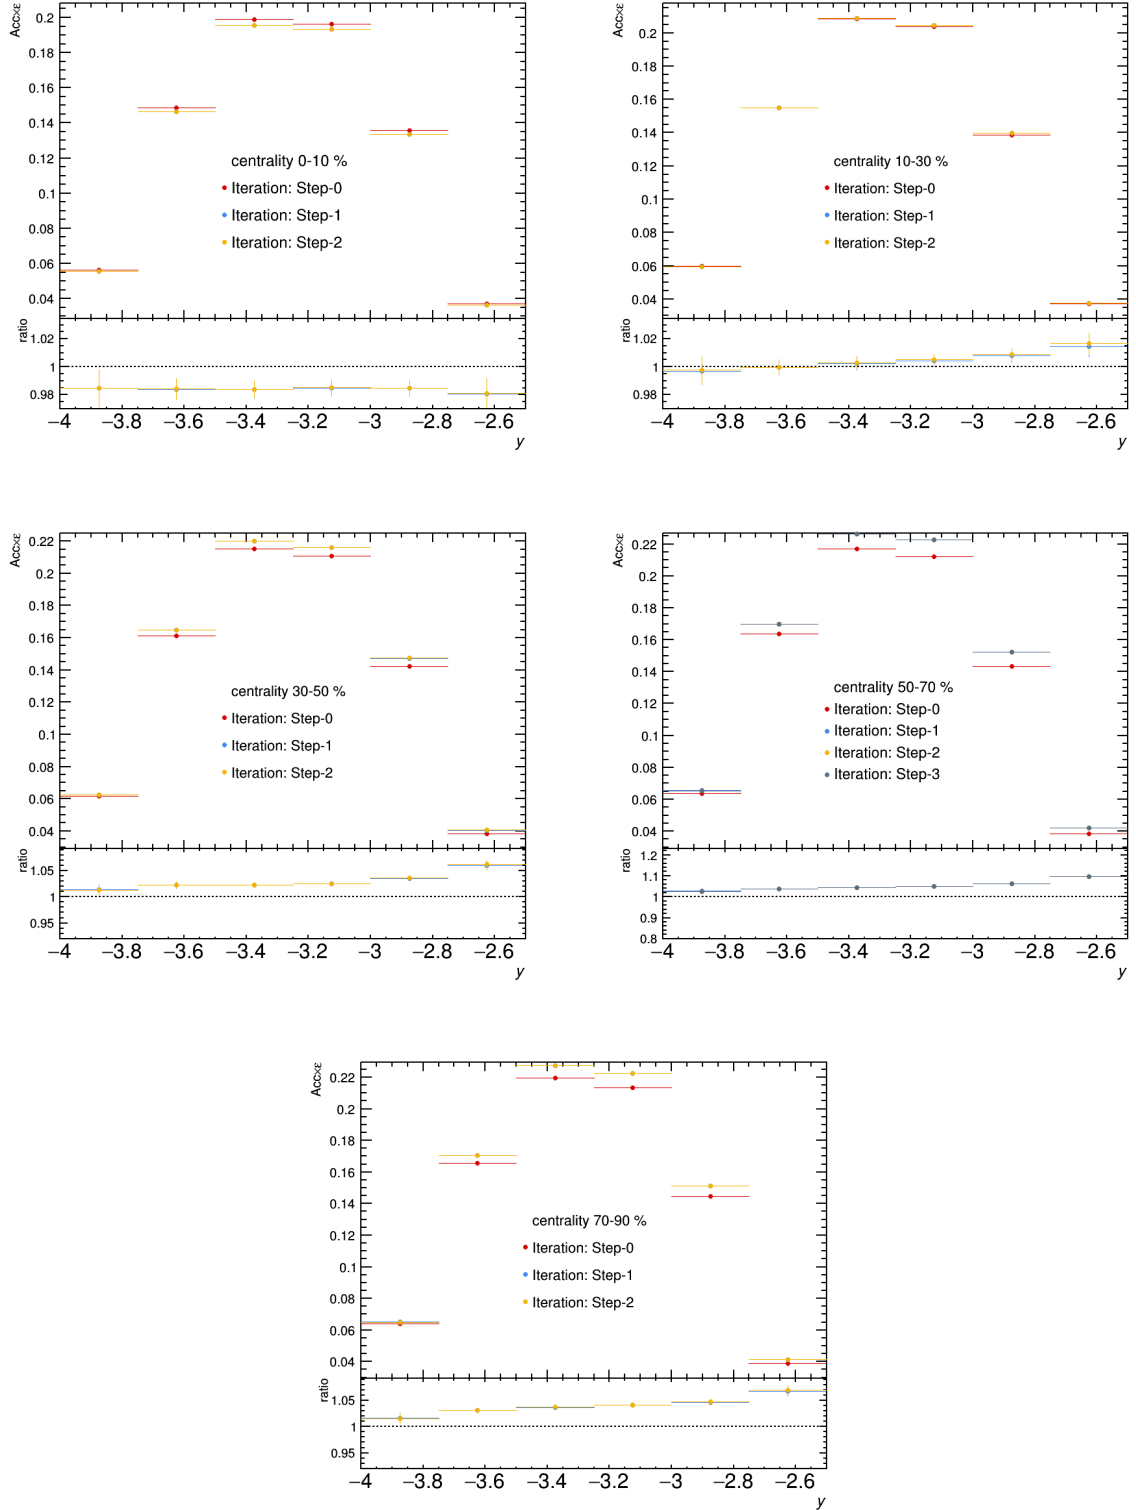 Acc×ε
0.2
0.18
0.16
0.14
0.12
0.1
0.08
0.06
0.04
centrality 0-10 %
Iteration: Step-0
Iteration: Step-1
Iteration: Step-2
ratio
1.02
1
0.98
−4 −3.8 −3.6 −3.4 −3.2 −3 −2.8 −2.6
y
Acc×ε
0.2
0.18
0.16
0.14
0.12
0.1
0.08
0.06
0.04
centrality 10-30 %
Iteration: Step-0
Iteration: Step-1
Iteration: Step-2
ratio
1.02
1
0.98
−4 −3.8 −3.6 −3.4 −3.2 −3 −2.8 −2.6
y
Acc×ε
0.22
0.2
0.18
0.16
0.14
0.12
0.1
0.08
0.06
0.04
centrality 30-50 %
Iteration: Step-0
Iteration: Step-1
Iteration: Step-2
ratio
1.05
1
0.95
−4 −3.8 −3.6 −3.4 −3.2 −3 −2.8 −2.6
y
Acc×ε
0.22
0.2
0.18
0.16
0.14
0.12
0.1
0.08
0.06
0.04
centrality 50-70 %
Iteration: Step-0
Iteration: Step-1
Iteration: Step-2
Iteration: Step-3
ratio
1.2
1.1
1
0.9
0.8
−4 −3.8 −3.6 −3.4 −3.2 −3 −2.8 −2.6
y
Acc×ε
0.22
0.2
0.18
0.16
0.14
0.12
0.1
0.08
0.06
0.04
centrality 70-90 %
Iteration: Step-0
Iteration: Step-1
Iteration: Step-2
ratio
1.05
1
0.95
−4 −3.8 −3.6 −3.4 −3.2 −3 −2.8 −2.6
y